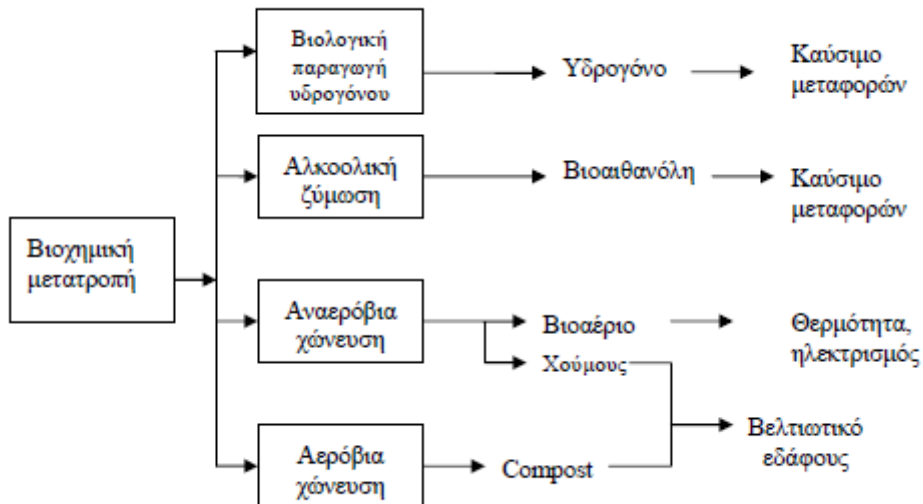 Βιολογική
παραγωγή
υδρογόνου
Υδρογόνο
Καύσιμο
μεταφορών
Αλκοολική
ζύμωση
Βιοαιθανόλη
Καύσιμο
μεταφορών
Βιοχημική
μετατροπή
Αναερόβια
χώνευση
Βιοαέριο
Χούμους
Θερμότητα,
ηλεκτρισμός
Βελτιωτικό
εδάφους
Αερόβια
χώνευση
Compost